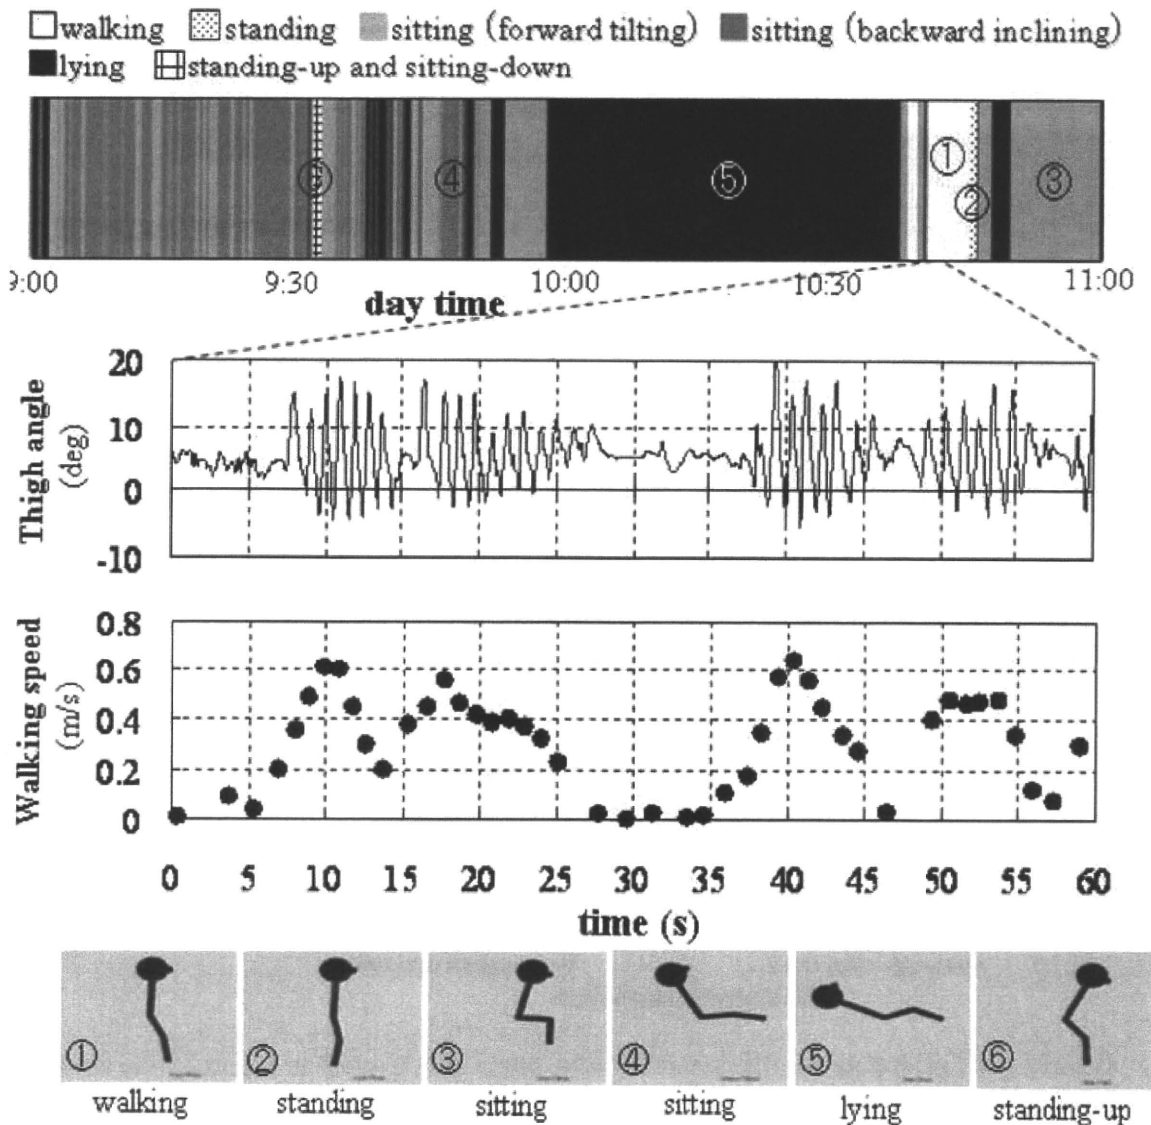 walking standing sitting (forward tilting) sitting (backward inclining)
lying standing-up and sitting-down
④ ⑤ ① ② ③
9:00 9:30 10:00 10:30 11:00
day time
Thigh angle
(deg)
20
10
0
-10
Walking speed
(m/s)
0.8
0.6
0.4
0.2
0
0 5 10 15 20 25 30 35 40 45 50 55 60
time (s)
① ② ③ ④ ⑤ ⑥
walking standing sitting sitting lying standing-up